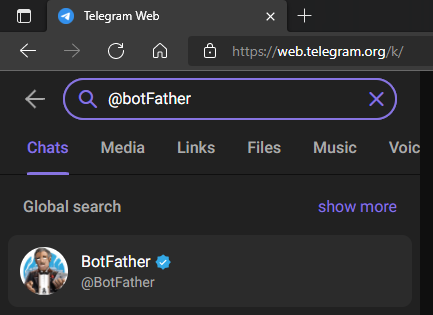 Telegram Web
https://web.telegram.org/k/
@botFather
Chats Media Links Files Music Voic
Global search show more
BotFather
@BotFather